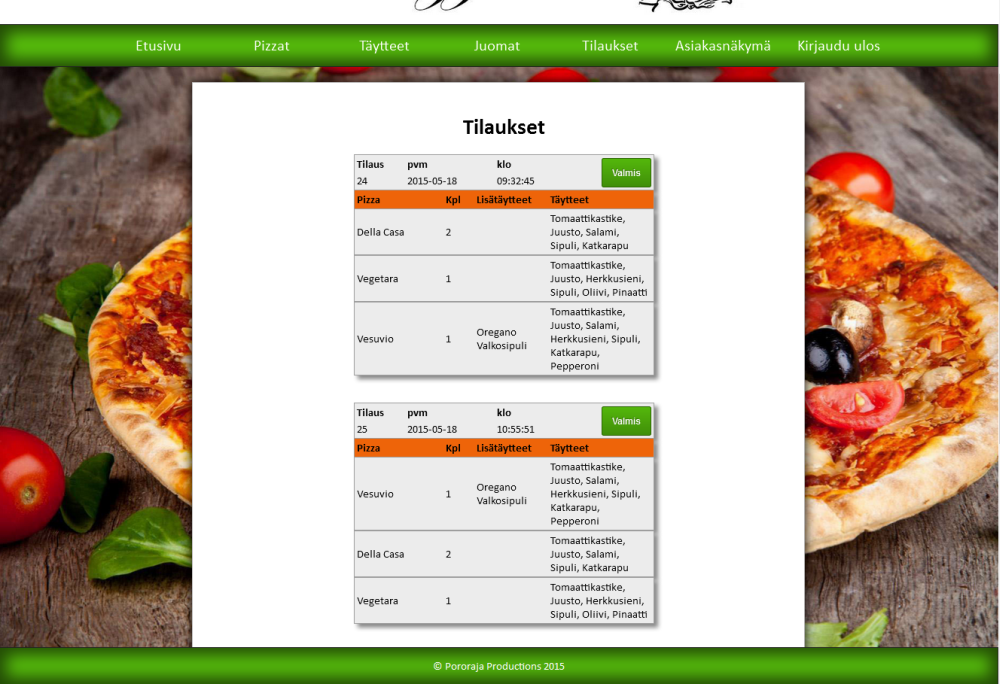 Etusivu Pizzat Täytteet Juomat Tilaukset Asiakasnäkymä Kirjaudu ulos
Tilaukset
Tilaus pvm klo
24 2015-05-18 09:32:45
Valmis
Pizza Kpl Lisätäytteet Täytteet
Della Casa 2 Tomaattikastike,
Juusto, Salami,
Sipuli, Katkarapu
Vegetara 1 Tomaattikastike,
Juusto, Herkkusieni,
Sipuli, Oliivi, Pinaatti
Vesuvio 1 Oregano
Valkosipuli
Tomaattikastike,
Juusto, Salami,
Herkkusieni, Sipuli,
Katkarapu,
Pepperoni
Tilaus pvm klo
25 2015-05-18 10:55:51
Valmis
Pizza Kpl Lisätäytteet Täytteet
Vesuvio 1 Oregano
Valkosipuli
Tomaattikastike,
Juusto, Salami,
Herkkusieni, Sipuli,
Katkarapu,
Pepperoni
Della Casa 2 Tomaattikastike,
Juusto, Salami,
Sipuli, Katkarapu
Vegetara 1 Tomaattikastike,
Juusto, Herkkusieni,
Sipuli, Oliivi, Pinaatti
© Pororaja Productions 2015